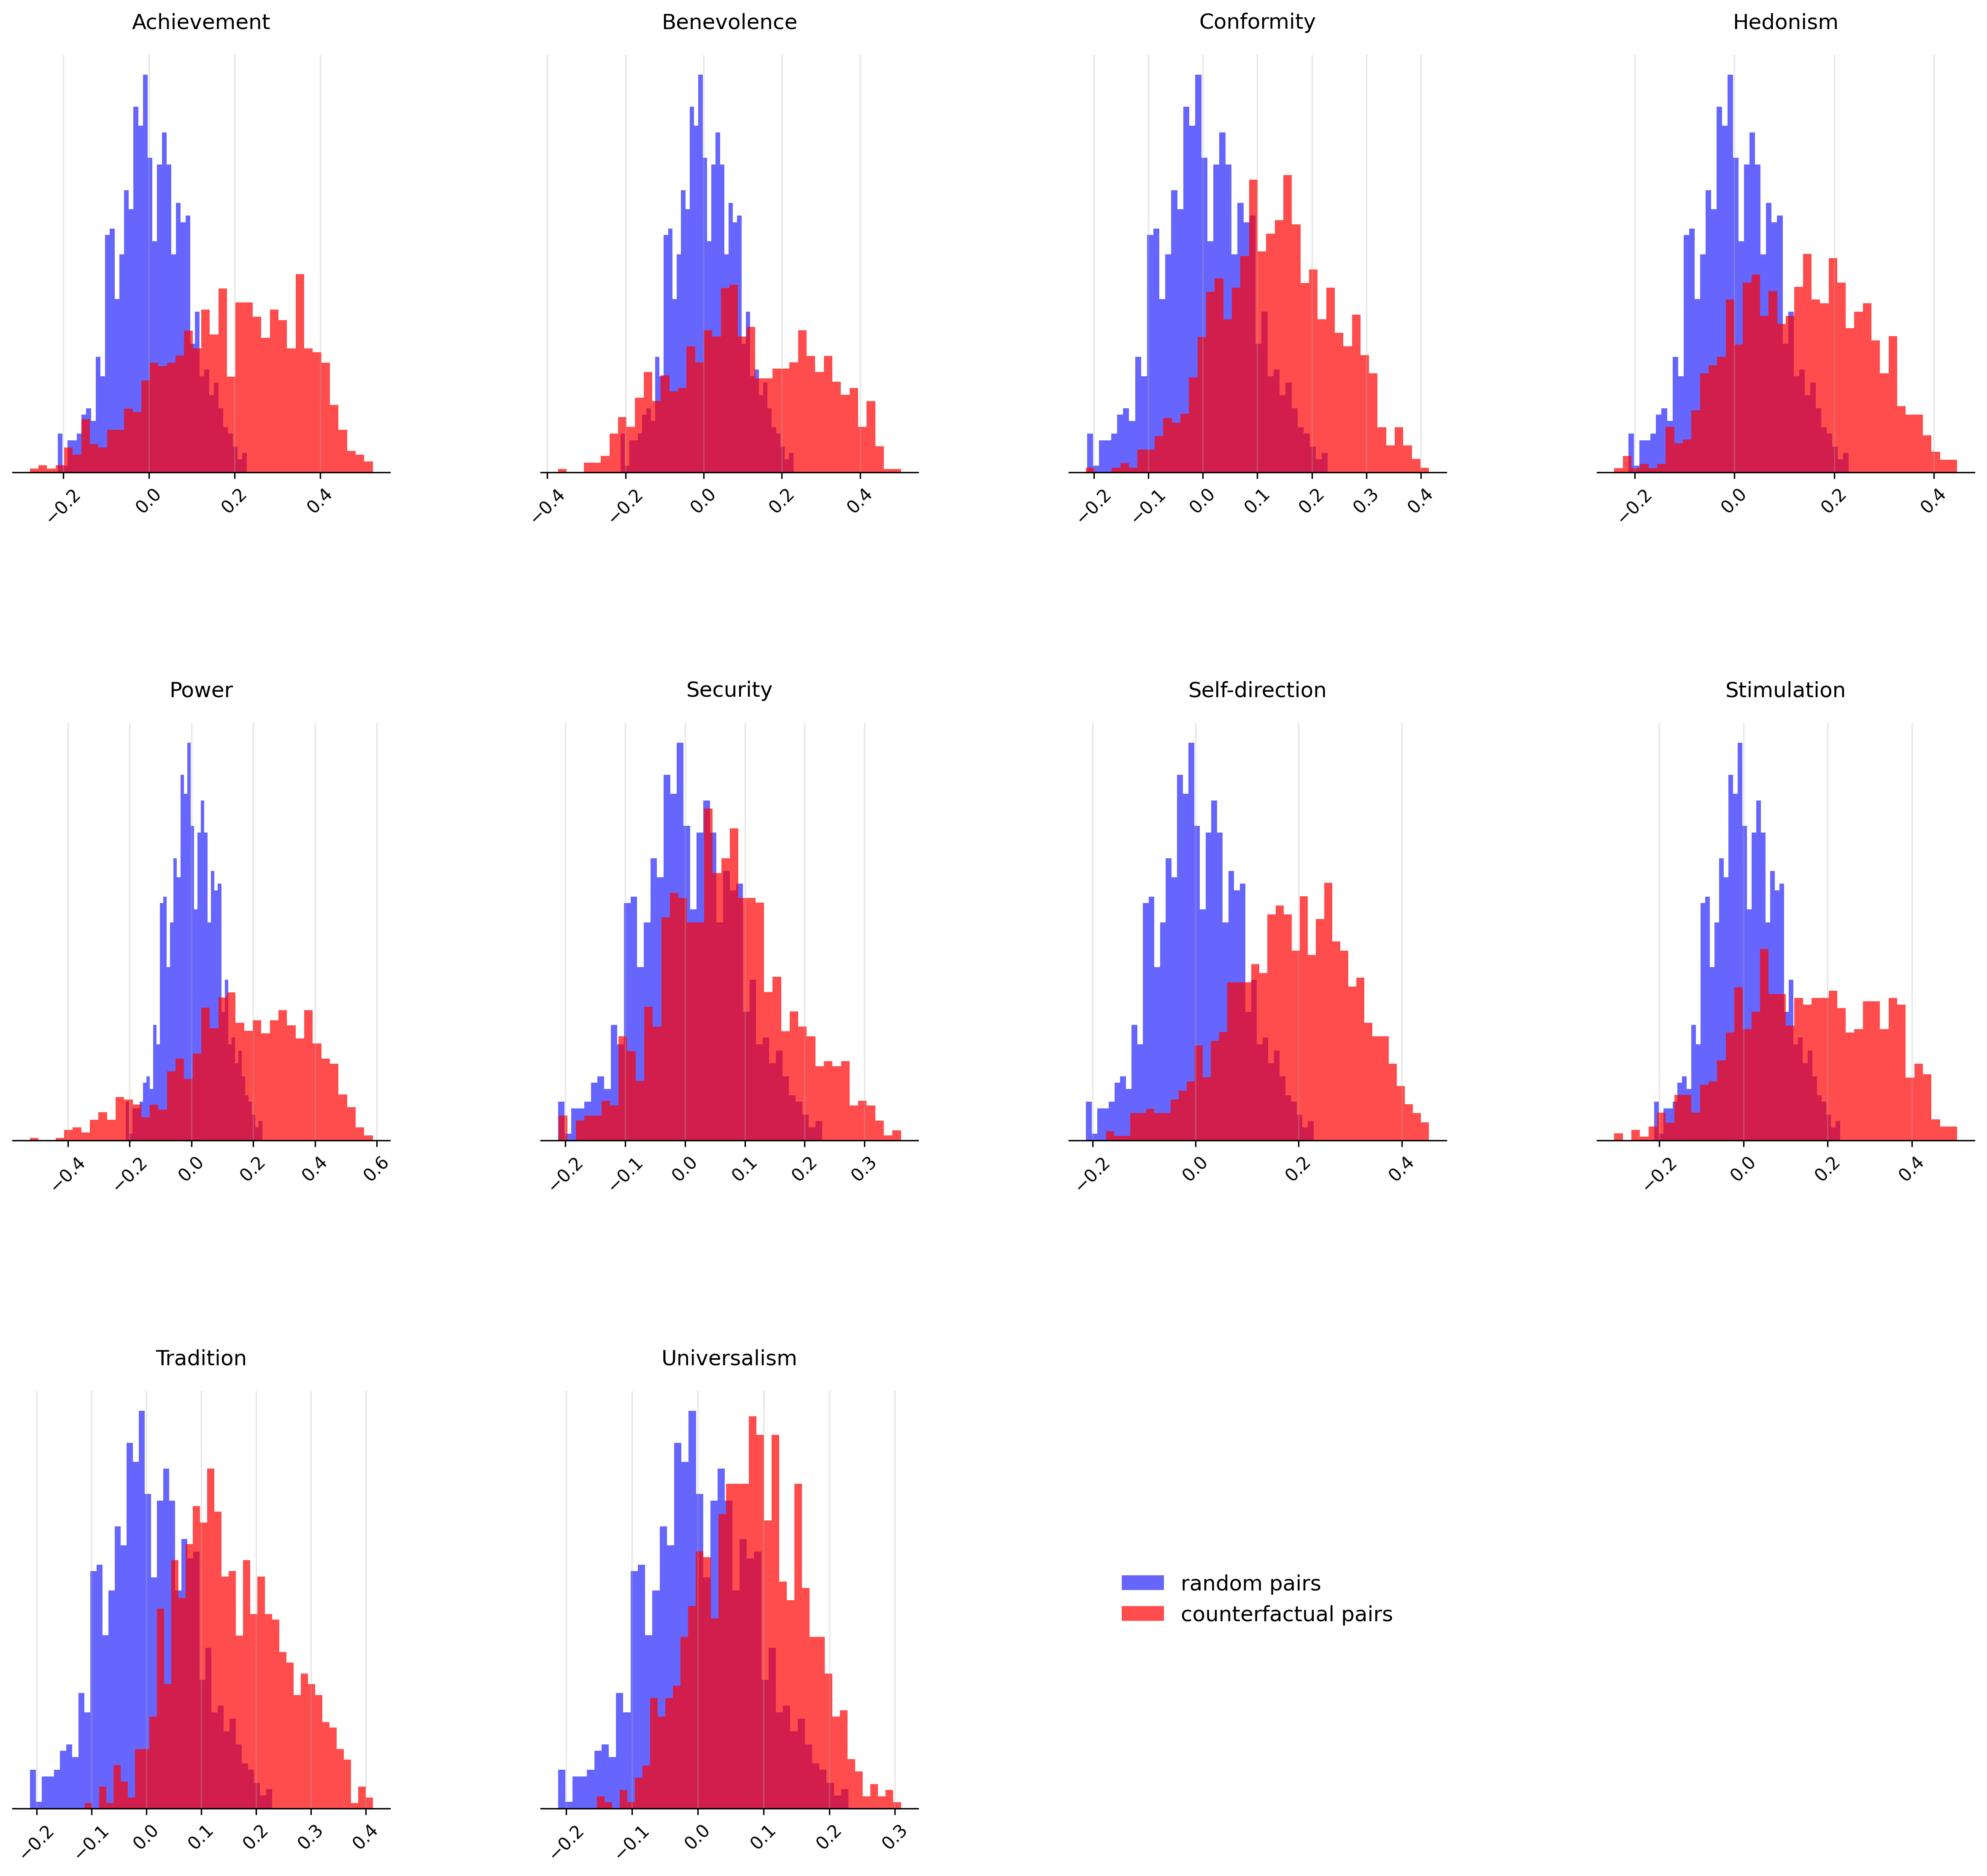 Achievement
Benevolence
Conformity
Hedonism
−0.2 0.0 0.2 0.4
−0.4 −0.2 0.0 0.2 0.4
−0.2 −0.1 0.0 0.1 0.2 0.3 0.4
−0.2 0.0 0.2 0.4
Power
Security
Self-direction
Stimulation
−0.4 −0.2 0.0 0.2 0.4 0.6
−0.2 −0.1 0.0 0.1 0.2 0.3
−0.2 0.0 0.2 0.4
−0.2 0.0 0.2 0.4
Tradition
Universalism
random pairs
counterfactual pairs
−0.2 −0.1 0.0 0.1 0.2 0.3 0.4
−0.2 −0.1 0.0 0.1 0.2 0.3